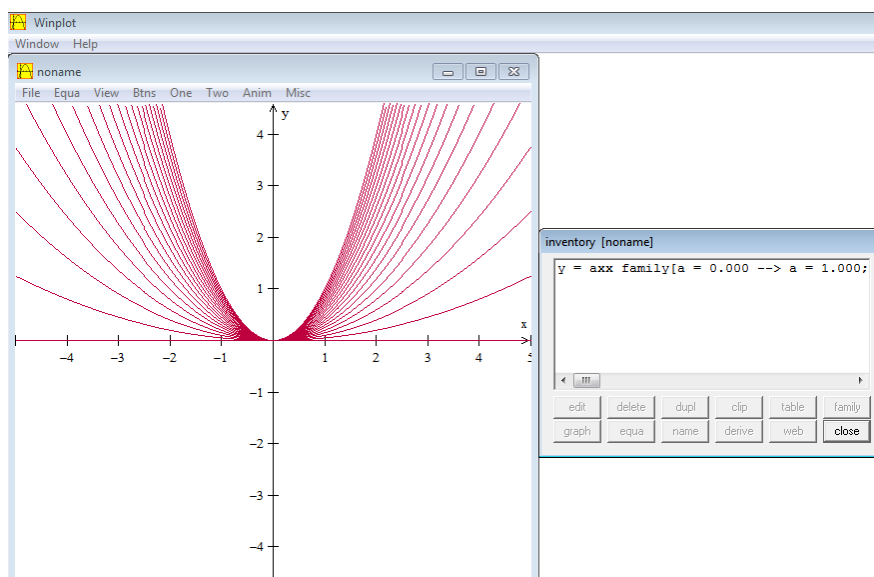 Winplot
Window Help
noname
File Equa View Btns One Two Anim Misc
y
4
3
2
1
x
−4 −3 −2 −1 1 2 3 4 5
−1
−2
−3
−4
inventory [noname]
y = axx family[a = 0.000 --> a = 1.000;
edit delete dupl clip table family
graph equa name derive web close